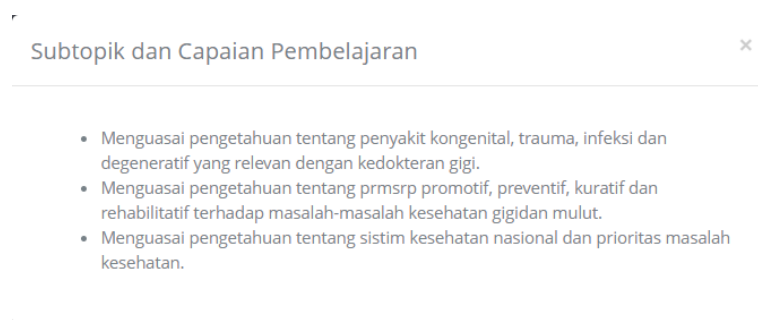 Subtopik dan Capaian Pembelajaran
×
• Menguasai pengetahuan tentang penyakit kongenital, trauma, infeksi dan
degeneratif yang relevan dengan kedokteran gigi.
• Menguasai pengetahuan tentang prmsrp promotif, preventif, kuratif dan
rehabilitatif terhadap masalah-masalah kesehatan gigidan mulut.
• Menguasai pengetahuan tentang sistim kesehatan nasional dan prioritas masalah
kesehatan.